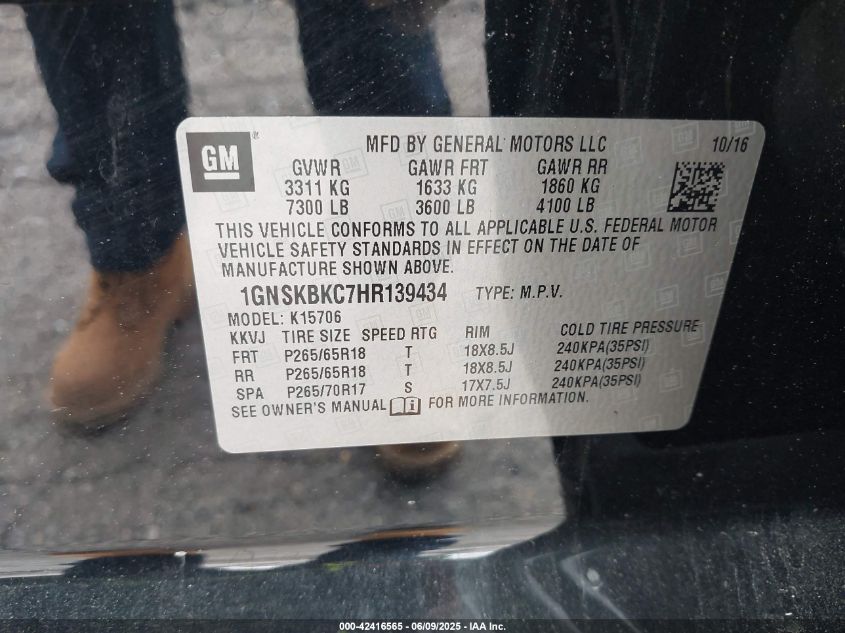 GM ® MFD BY GENERAL MOTORS LLC 10/16
GVWR GAWR FRT GAWR RR
3311 KG 1633 KG 1860 KG
7300 LB 3600 LB 4100 LB
THIS VEHICLE CONFORMS TO ALL APPLICABLE U.S. FEDERAL MOTOR
VEHICLE SAFETY STANDARDS IN EFFECT ON THE DATE OF
MANUFACTURE SHOWN ABOVE.
1GNSKBKC7HR139434 TYPE: M.P.V.
MODEL: K15706
KKVJ TIRE SIZE SPEED RTG RIM COLD TIRE PRESSURE
FRT P265/65R18 T 18X8.5J 240KPA(35PSI)
RR P265/65R18 T 18X8.5J 240KPA(35PSI)
SPA P265/70R17 S 17X7.5J 240KPA(35PSI)
SEE OWNER'S MANUAL FOR MORE INFORMATION.
000-42416565 - 06/09/2025 - IAA Inc.